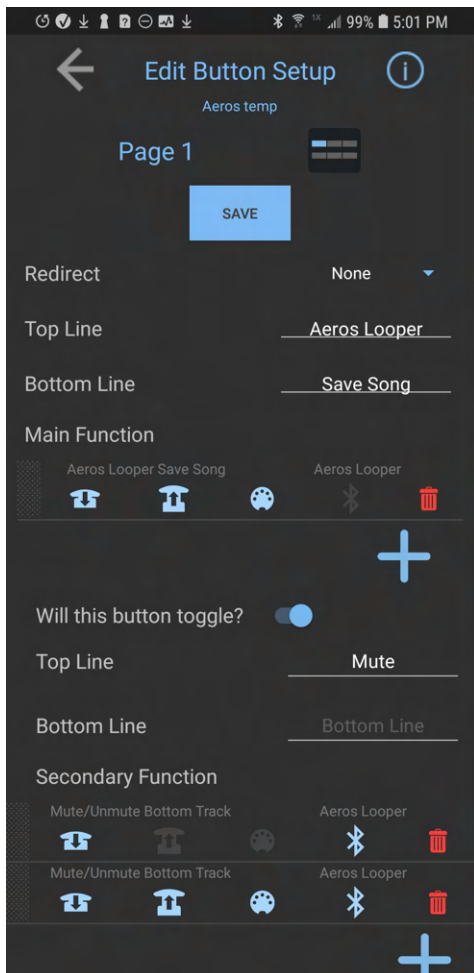 1X 99% 5:01 PM
Edit Button Setup
Aeros temp
Page 1
SAVE
Redirect None
Top Line Aeros Looper
Bottom Line Save Song
Main Function
Aeros Looper Save Song Aeros Looper
Will this button toggle?
Top Line Mute
Bottom Line Bottom Line
Secondary Function
Mute/Unmute Bottom Track Aeros Looper
Mute/Unmute Bottom Track Aeros Looper